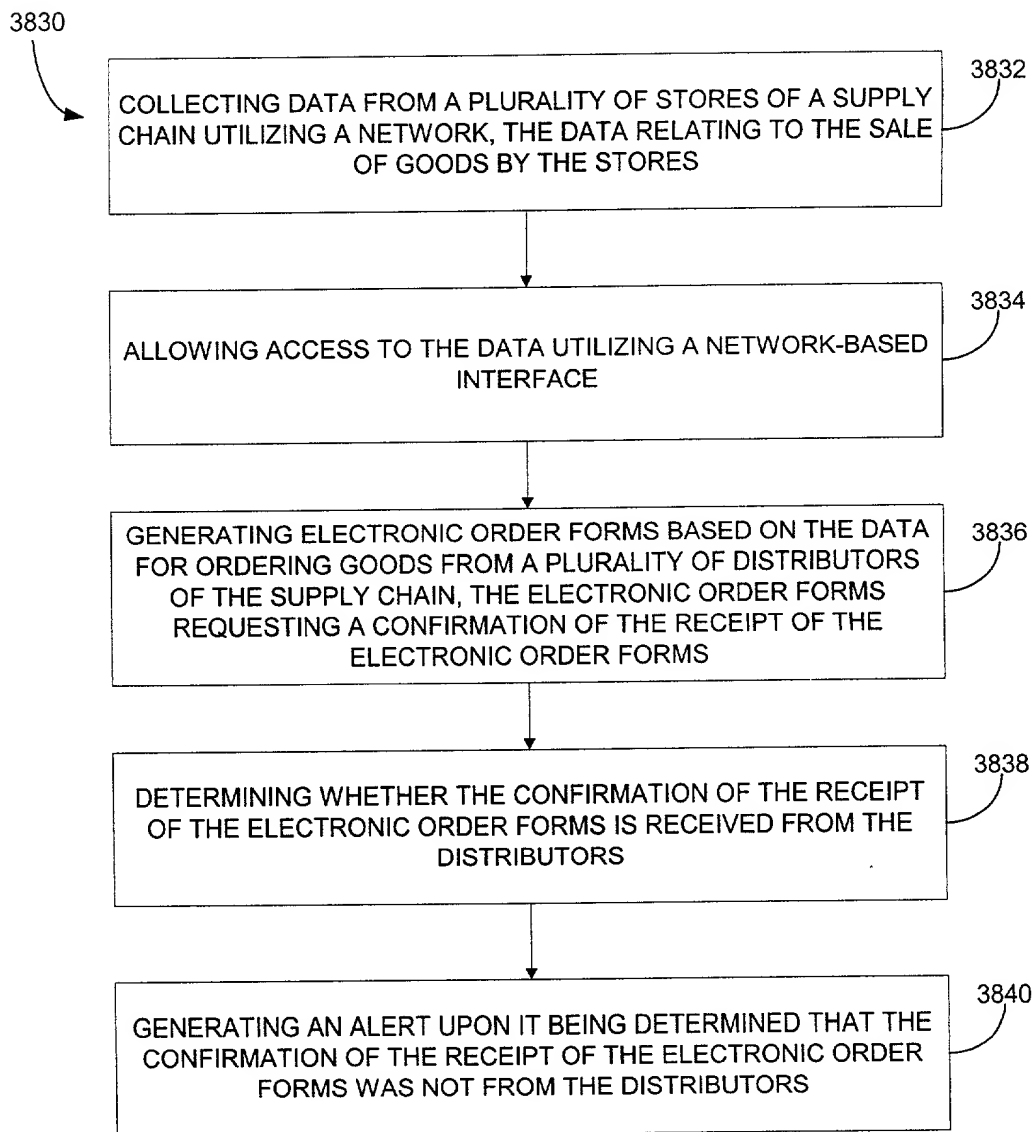 3830
3832
COLLECTING DATA FROM A PLURALITY OF STORES OF A SUPPLY
CHAIN UTILIZING A NETWORK, THE DATA RELATING TO THE SALE
OF GOODS BY THE STORES
3834
ALLOWING ACCESS TO THE DATA UTILIZING A NETWORK-BASED
INTERFACE
3836
GENERATING ELECTRONIC ORDER FORMS BASED ON THE DATA
FOR ORDERING GOODS FROM A PLURALITY OF DISTRIBUTORS
OF THE SUPPLY CHAIN, THE ELECTRONIC ORDER FORMS
REQUESTING A CONFIRMATION OF THE RECEIPT OF THE
ELECTRONIC ORDER FORMS
3838
DETERMINING WHETHER THE CONFIRMATION OF THE RECEIPT
OF THE ELECTRONIC ORDER FORMS IS RECEIVED FROM THE
DISTRIBUTORS
3840
GENERATING AN ALERT UPON IT BEING DETERMINED THAT THE
CONFIRMATION OF THE RECEIPT OF THE ELECTRONIC ORDER
FORMS WAS NOT FROM THE DISTRIBUTORS